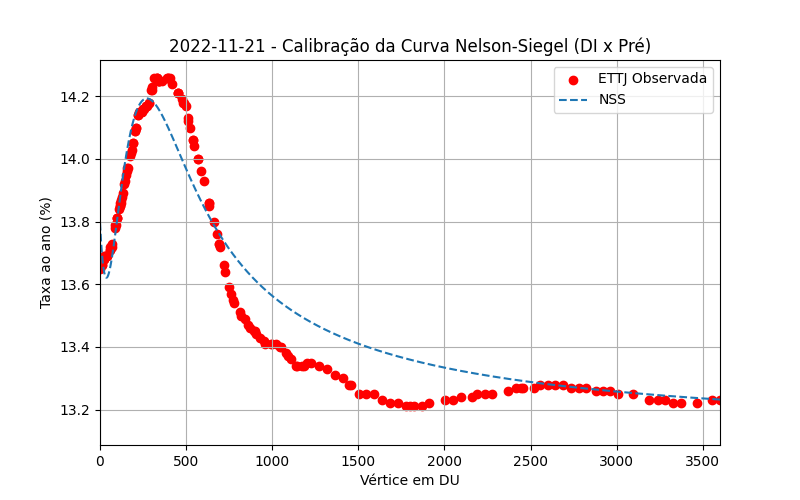 2022-11-21 - Calibração da Curva Nelson-Siegel (DI x Pré)
ETTJ Observada
NSS
Taxa ao ano (%)
14.2
14.0
13.8
13.6
13.4
13.2
0 500 1000 1500 2000 2500 3000 3500
Vértice em DU